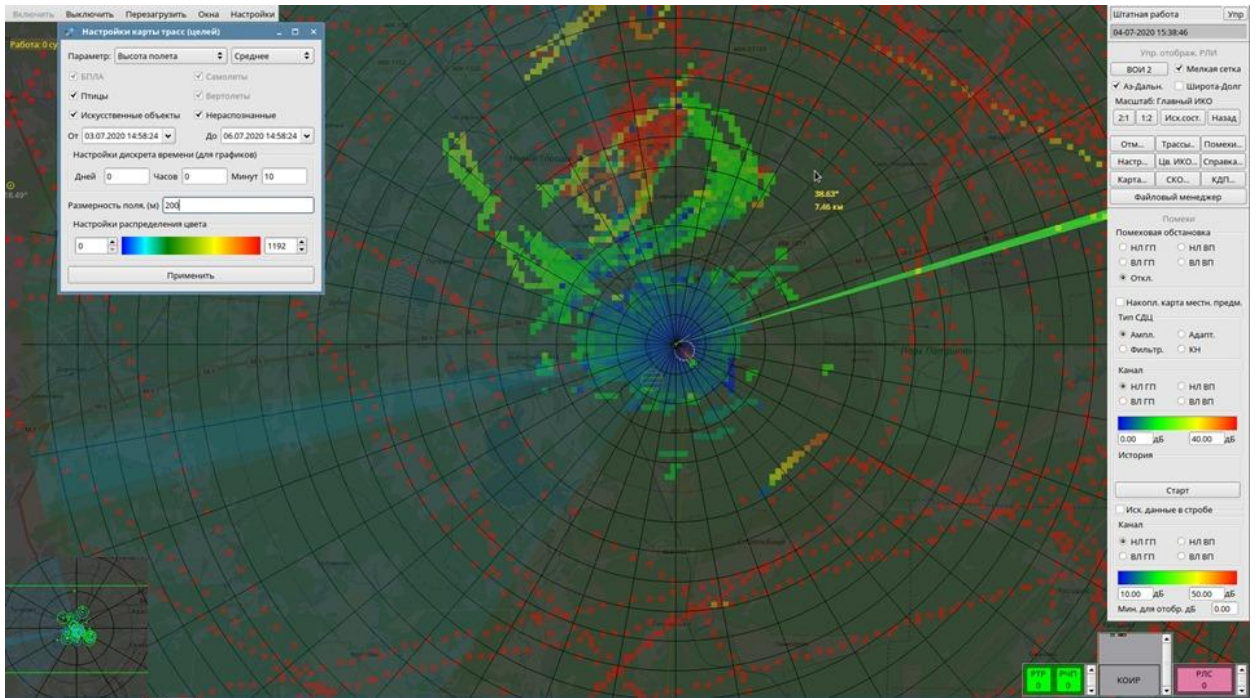 Включить Выключить Перезагрузить Окна Настройки
Настройки карты трасс (целей)
Параметр: Высота полета Среднее
БПЛА Самолеты
Птицы Вертолеты
Искусственные объекты Нераспознанные
От 03.07.2020 14:58:24 До 06.07.2020 14:58:24
Настройки дискрета времени (для графиков)
Дней 0 Часов 0 Минут 10
Размерность поля, (м) 200
Настройки распределения цвета
0 1192
Применить
38.63°
7.46 км
Штатная работа Упр
04-07-2020 15:38:46
Упр. отображ. РЛИ
ВОИ 2 Мелкая сетка
Аз-Дальн. Широта-Долг
Масштаб: Главный ИКО
2:1 1:2 Исх.сост. Назад
Отм... Трассы.. Помехи...
Настр... Цв. ИКО... Справка...
Карта... СКО... КДП...
Файловый менеджер
Помехи
Помеховая обстановка
НЛ ГП НЛ ВП
ВЛ ГП ВЛ ВП
Откл.
Накопл. карта местн. предм.
Тип СДЦ
Ампл. Адапт.
Фильтр. КН
Канал
НЛ ГП НЛ ВП
ВЛ ГП ВЛ ВП
0.00 дБ 40.00 дБ
История
Старт
Исх. данные в стробе
Канал
НЛ ГП НЛ ВП
ВЛ ГП ВЛ ВП
10.00 дБ 50.00 дБ
Мин. для отобр. дБ 0.00
РТР РЧП КОИР РЛС
0 0 0